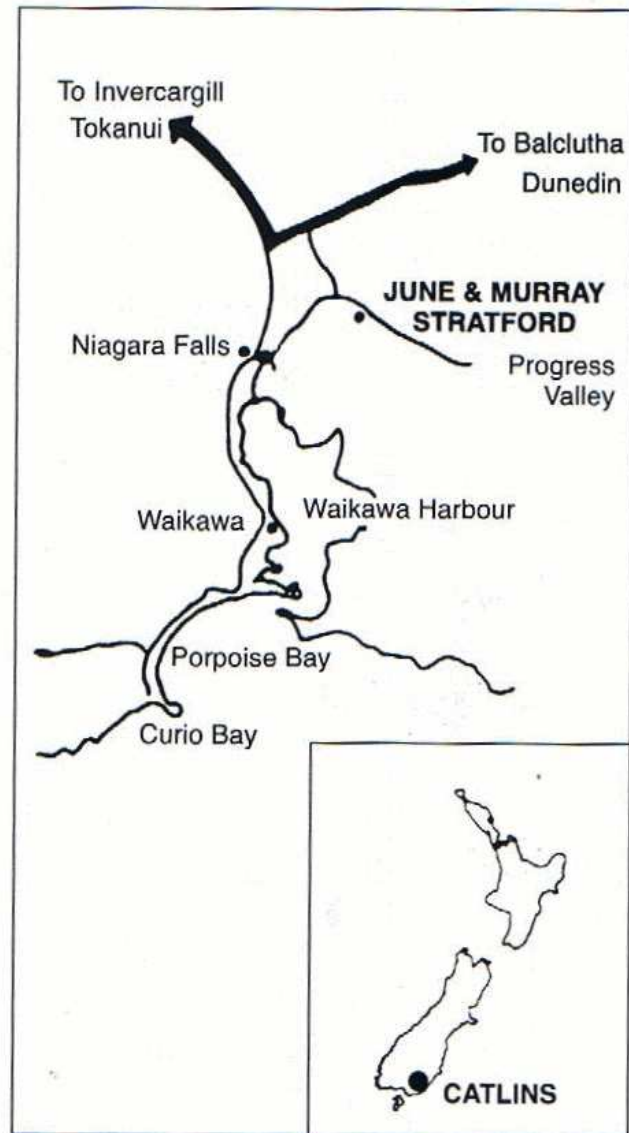 To Invercargill
Tokanui
To Balclutha
Dunedin
JUNE & MURRAY
STRATFORD
Niagara Falls
Progress
Valley
Waikawa
Waikawa Harbour
Porpoise Bay
Curio Bay
CATLINS